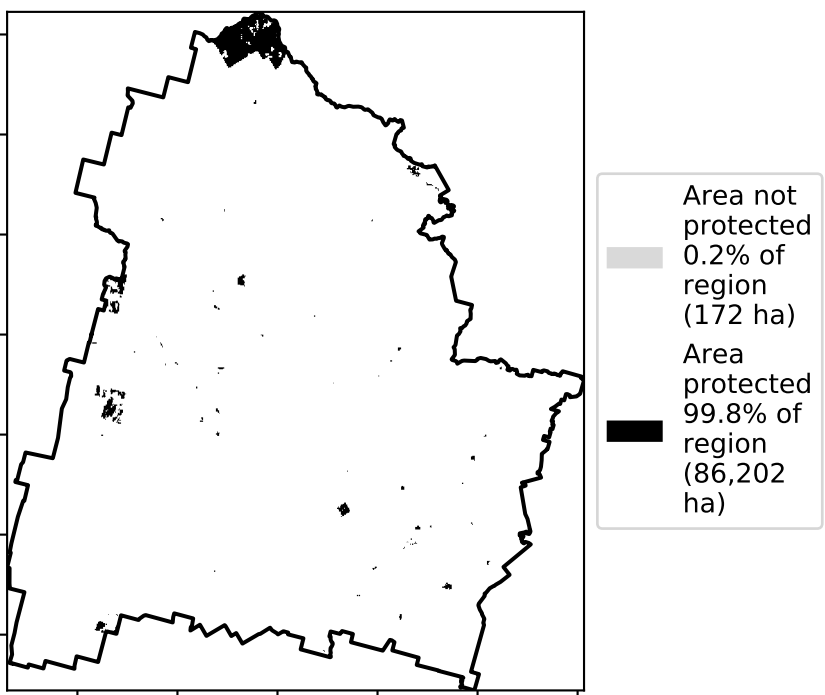 Area not
protected
0.2% of
region
(172 ha)
Area
protected
99.8% of
region
(86,202
ha)